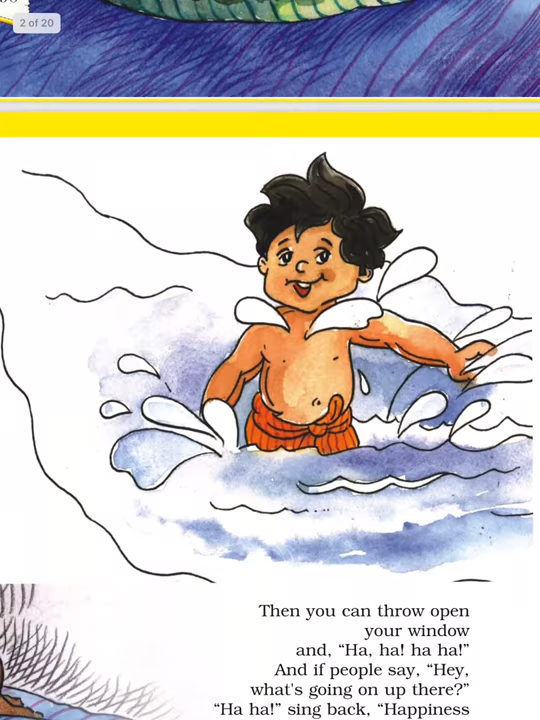 2 of 20
Then you can throw open
your window
and, “Ha, ha! ha ha!”
And if people say, “Hey,
what's going on up there?”
“Ha ha!” sing back, “Happiness